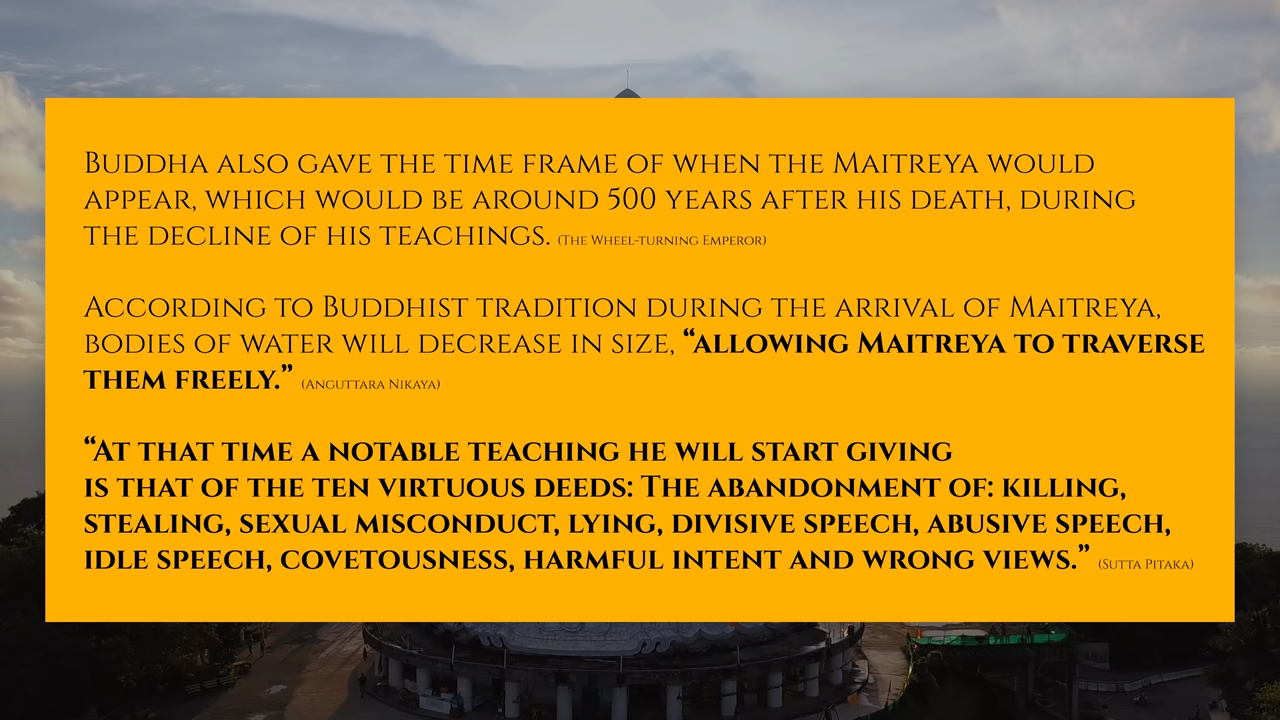 Buddha also gave the time frame of when the Maitreya would
appear, which would be around 500 years after his death, during
the decline of his teachings. (The Wheel-turning Emperor)
According to Buddhist tradition during the arrival of Maitreya,
bodies of water will decrease in size, “allowing Maitreya to traverse
them freely.” (Anguttara Nikaya)
“At that time a notable teaching he will start giving
is that of the ten virtuous deeds: The abandonment of: killing,
stealing, sexual misconduct, lying, divisive speech, abusive speech,
idle speech, covetousness, harmful intent and wrong views.” (Sutta Pitaka)